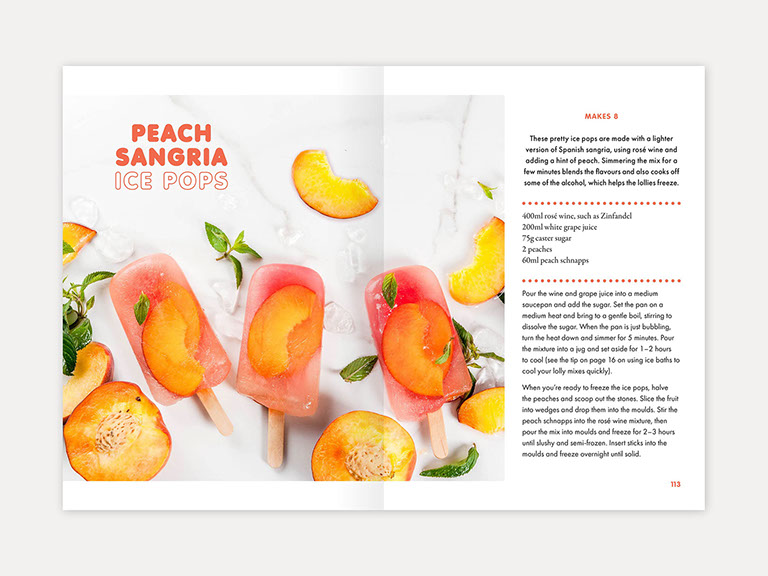 PEACH
SANGRIA
ICE POPS
MAKES 8
These pretty ice pops are made with a lighter
version of Spanish sangria, using rosé wine and
adding a hint of peach. Simmering the mix for a
few minutes blends the flavours and also cooks off
some of the alcohol, which helps the lollies freeze.
400ml rosé wine, such as Zinfandel
200ml white grape juice
75g caster sugar
2 peaches
60ml peach schnapps
Pour the wine and grape juice into a medium
saucepan and add the sugar. Set the pan on a
medium heat and bring to a gentle boil, stirring to
dissolve the sugar. When the pan is just bubbling,
turn the heat down and simmer for 5 minutes. Pour
the mixture into a jug and set aside for 1–2 hours
to cool (see the tip on page 16 on using ice baths to
cool your lolly mixes quickly).
When you're ready to freeze the ice pops, halve
the peaches and scoop out the stones. Slice the fruit
into wedges and drop them into the moulds. Stir the
peach schnapps into the rosé wine mixture, then
pour the mix into moulds and freeze for 2–3 hours
until slushy and semi-frozen. Insert sticks into the
moulds and freeze overnight until solid.
113